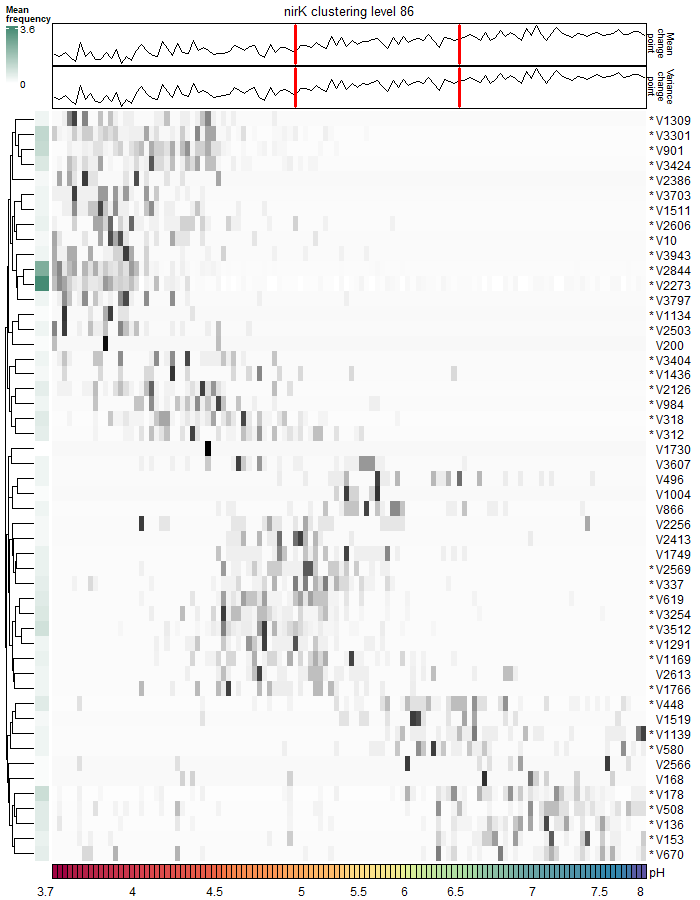 nirK clustering level 86
Mean
frequency
3.6
0
Mean
change
point
Variance
change
point
* V1309
* V3301
* V901
* V3424
* V2386
* V3703
* V1511
* V2606
* V10
* V3943
* V2844
* V2273
* V3797
* V1134
* V2503
V200
* V3404
* V1436
* V2126
* V984
* V318
* V312
V1730
V3607
V496
V1004
V866
V2256
V2413
V1749
* V2569
* V337
* V619
* V3254
* V3512
* V1291
* V1169
V2613
* V1766
* V448
V1519
* V1139
* V580
V2566
V168
* V178
* V508
* V136
* V153
* V670
pH
3.7 4 4.5 5 5.5 6 6.5 7 7.5 8